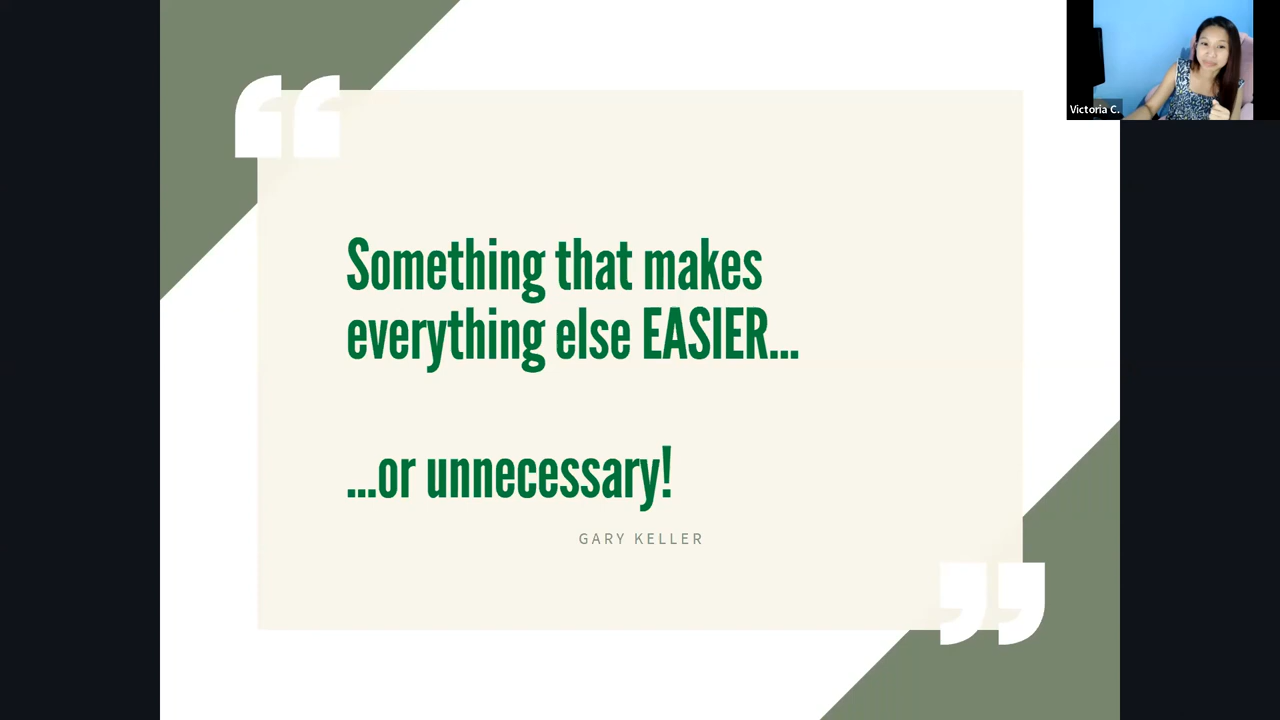 Victoria C.
Something that makes
everything else EASIER...
...or unnecessary!
GARY KELLER